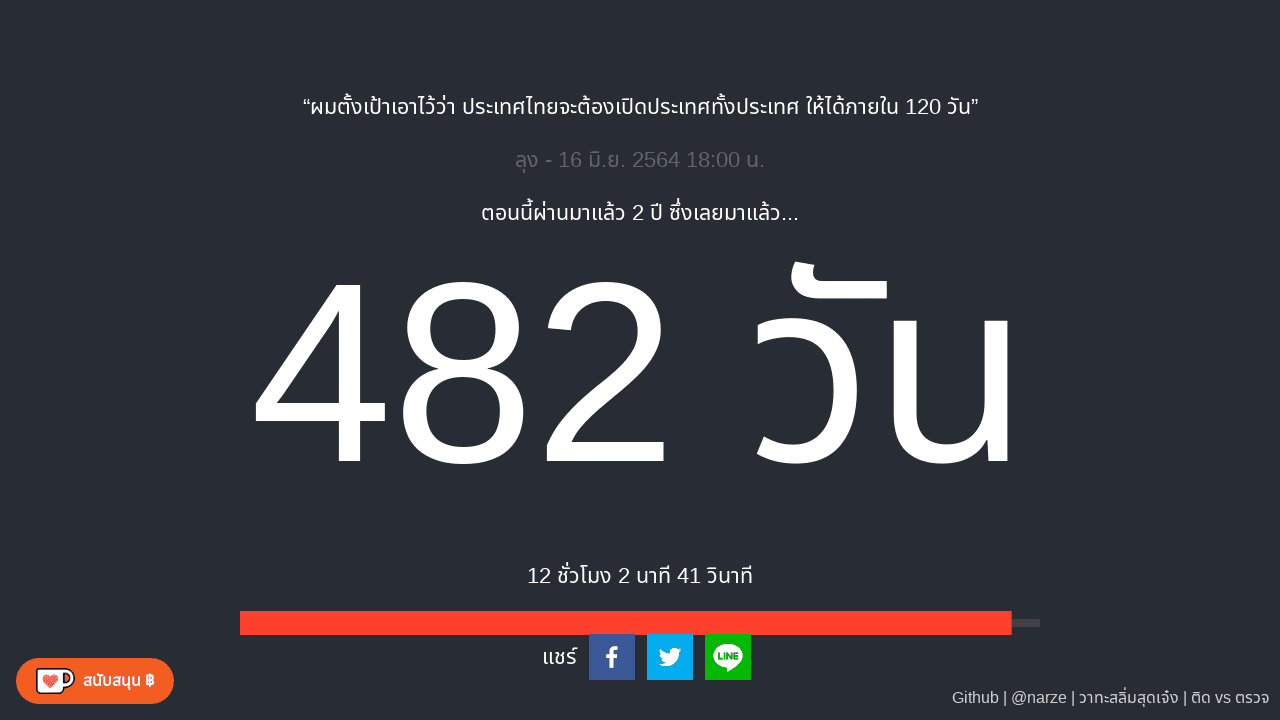 “ผมตั้งเป้าเอาไว้ว่า ประเทศไทยจะต้องเปิดประเทศทั้งประเทศ ให้ได้ภายใน 120 วัน”
ลุง - 16 มิ.ย. 2564 18:00 น.
ตอนนี้ผ่านมาแล้ว 2 ปี ซึ่งเลยมาแล้ว...
482 วัน
12 ชั่วโมง 2 นาที 41 วินาที
แชร์
LINE
สนับสนุน ฿
Github | @narze | วาทะสลิ่มสุดเจ๋ง | ติด vs ตรวจ